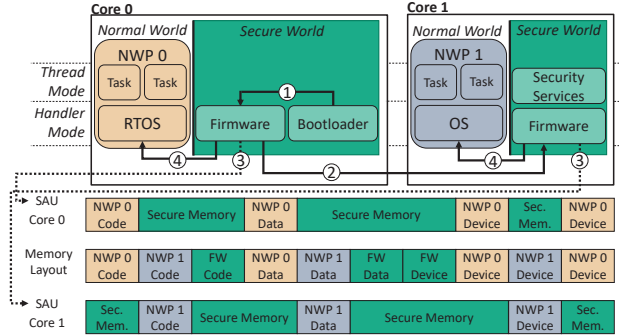 Core 0
Core 1
Normal World
Secure World
Normal World
Secure World
NWP 0
NWP 1
Task
Task
Task
Task
Security
Services
Thread
Mode
Handler
Mode
RTOS
Firmware
Bootloader
OS
Firmware
1
4
3
2
4
3
SAU
Core 0
NWP 0
Code
Secure Memory
NWP 0
Data
Secure Memory
NWP 0
Device
Sec.
Mem.
NWP 0
Device
Memory
Layout
NWP 0
Code
NWP 1
Code
FW
Code
NWP 0
Data
NWP 1
Data
FW
Data
FW
Device
NWP 0
Device
NWP 1
Device
NWP 0
Device
SAU
Core 1
Sec.
Mem.
NWP 1
Code
Secure Memory
NWP 1
Data
Secure Memory
NWP 1
Device
Sec.
Mem.